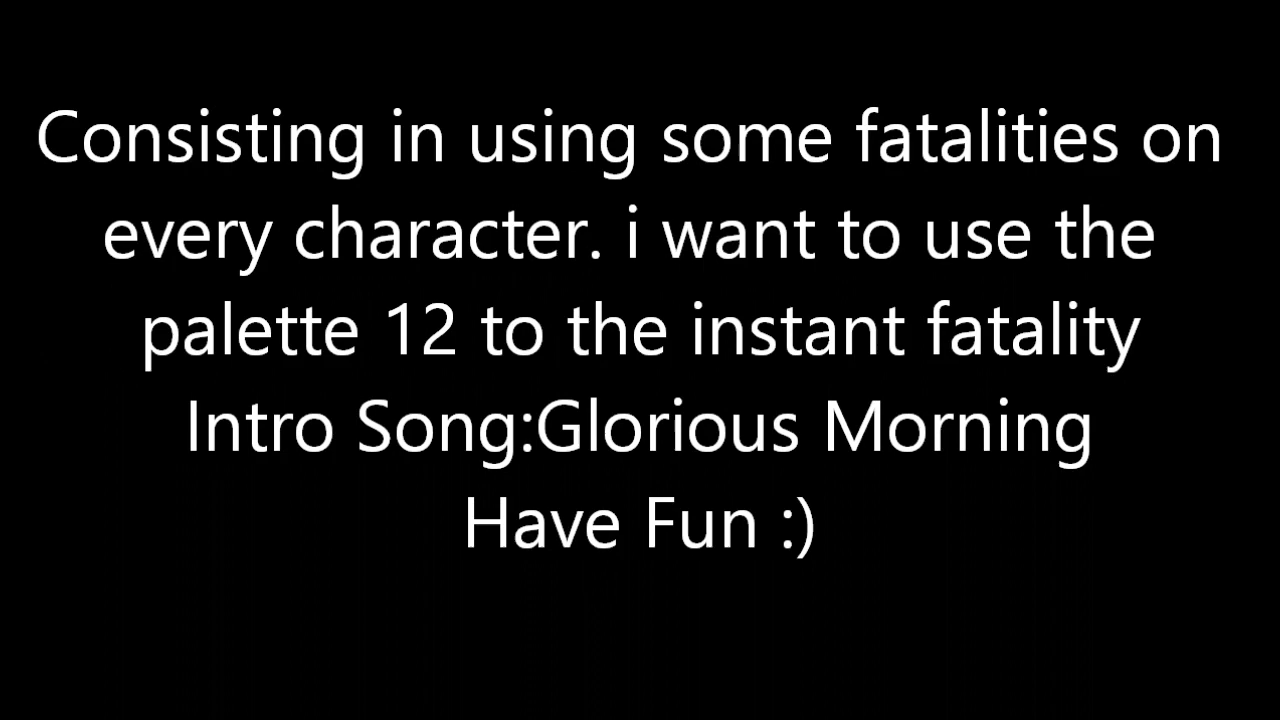 Consisting in using some fatalities on
every character. i want to use the
palette 12 to the instant fatality
Intro Song:Glorious Morning
Have Fun :)